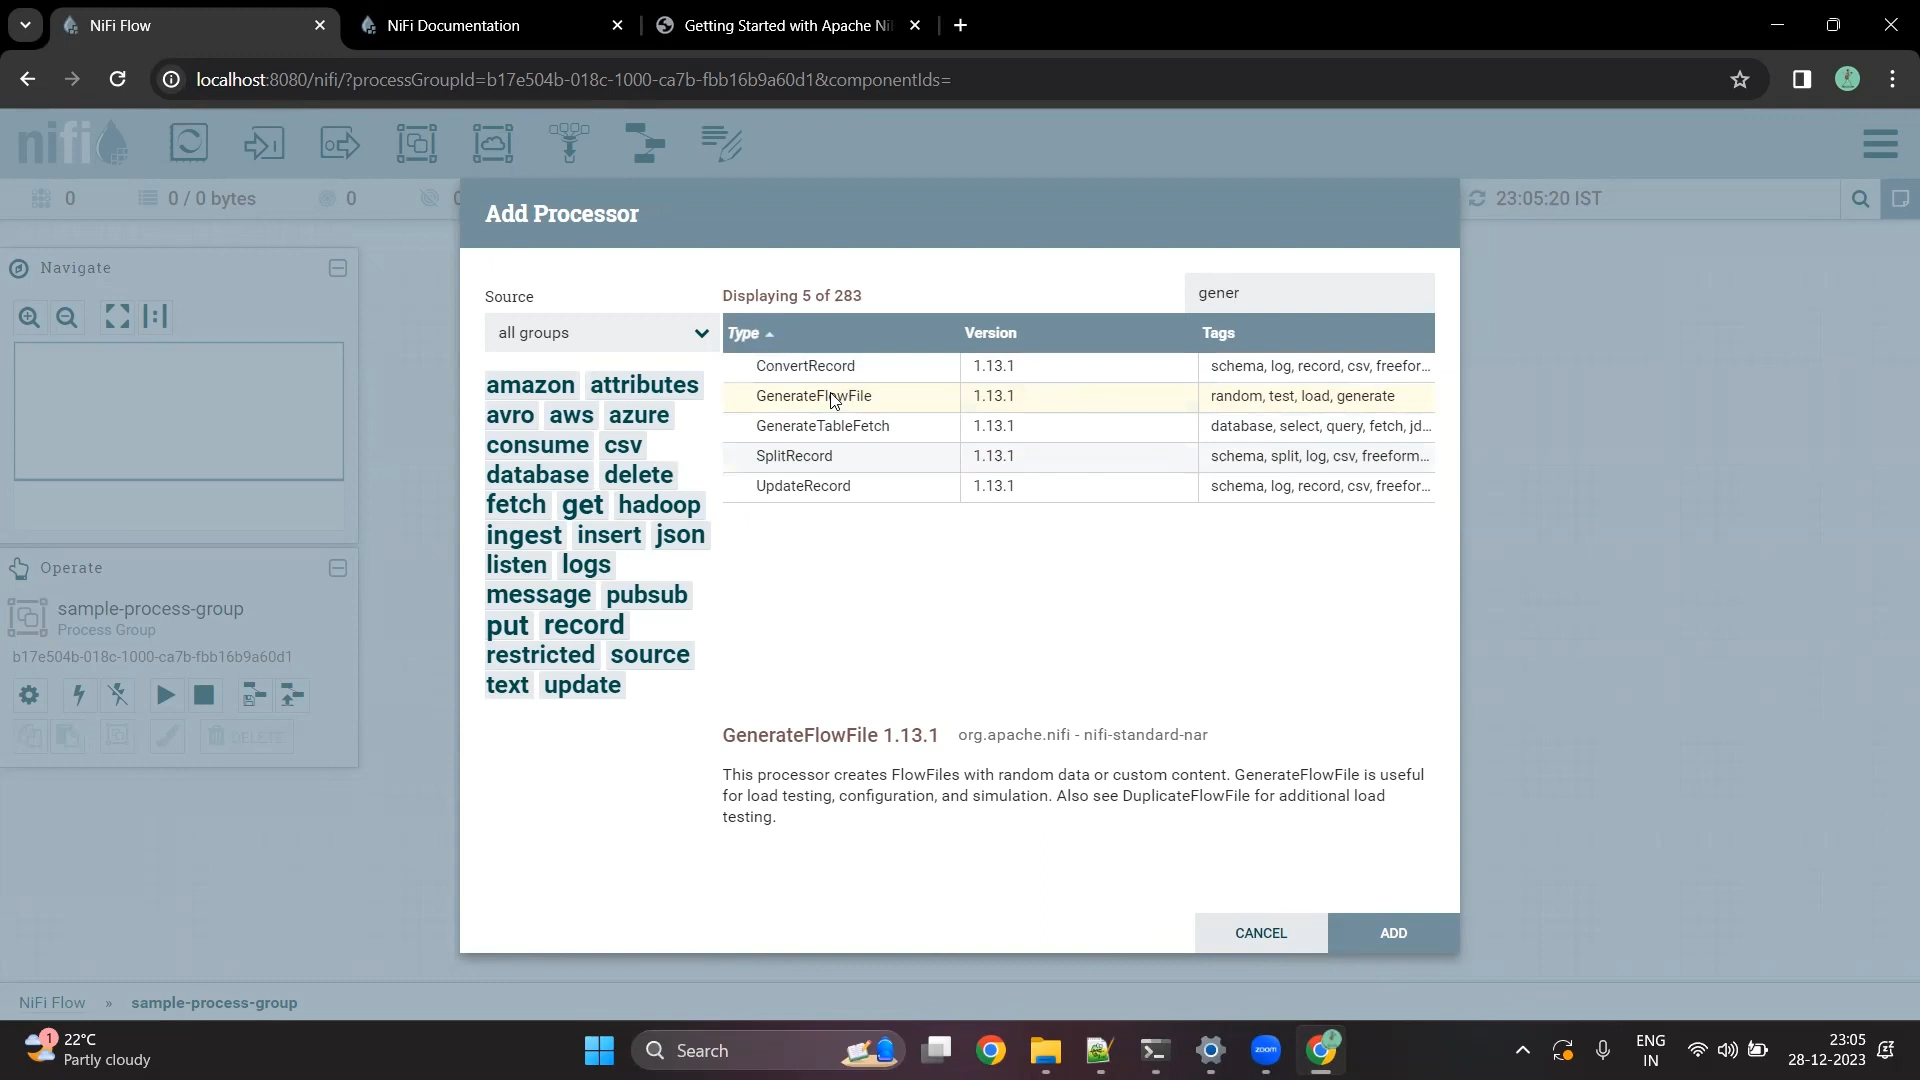 NiFi Flow
NiFi Documentation
Getting Started with Apache Ni
localhost:8080/nifi/?processGroupId=b17e504b-018c-1000-ca7b-fbb16b9a60d1&componentIds=
nifi
0
0 / 0 bytes
0
23:05:20 IST
Add Processor
Navigate
Source
Displaying 5 of 283
gener
all groups
Type
Version
Tags
ConvertRecord 1.13.1 schema, log, record, csv, freefor...
GenerateFlowFile 1.13.1 random, test, load, generate
GenerateTableFetch 1.13.1 database, select, query, fetch, jd...
SplitRecord 1.13.1 schema, split, log, csv, freeform...
UpdateRecord 1.13.1 schema, log, record, csv, freefor...
amazon attributes
avro aws azure
consume csv
database delete
fetch get hadoop
ingest insert json
listen logs
message pubsub
put record
restricted source
text update
Operate
sample-process-group
Process Group
b17e504b-018c-1000-ca7b-fbb16b9a60d1
DELETE
GenerateFlowFile 1.13.1 org.apache.nifi - nifi-standard-nar
This processor creates FlowFiles with random data or custom content. GenerateFlowFile is useful
for load testing, configuration, and simulation. Also see DuplicateFlowFile for additional load
testing.
CANCEL
ADD
NiFi Flow » sample-process-group
1
22°C
Partly cloudy
Search
zoom
ENG
IN
23:05
28-12-2023